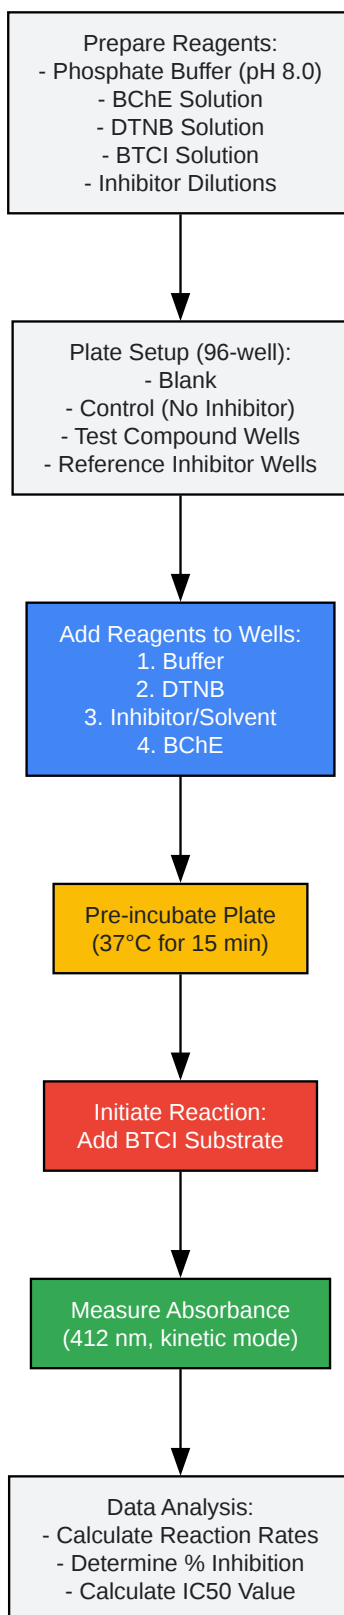 Prepare Reagents:
- Phosphate Buffer (pH 8.0)
- BChE Solution
- DTNB Solution
- BTCI Solution
- Inhibitor Dilutions
Plate Setup (96-well):
- Blank
- Control (No Inhibitor)
- Test Compound Wells
- Reference Inhibitor Wells
Add Reagents to Wells:
1. Buffer
2. DTNB
3. Inhibitor/Solvent
4. BChE
Pre-incubate Plate
(37°C for 15 min)
Initiate Reaction:
Add BTCI Substrate
Measure Absorbance
(412 nm, kinetic mode)
Data Analysis:
- Calculate Reaction Rates
- Determine % Inhibition
- Calculate IC50 Value